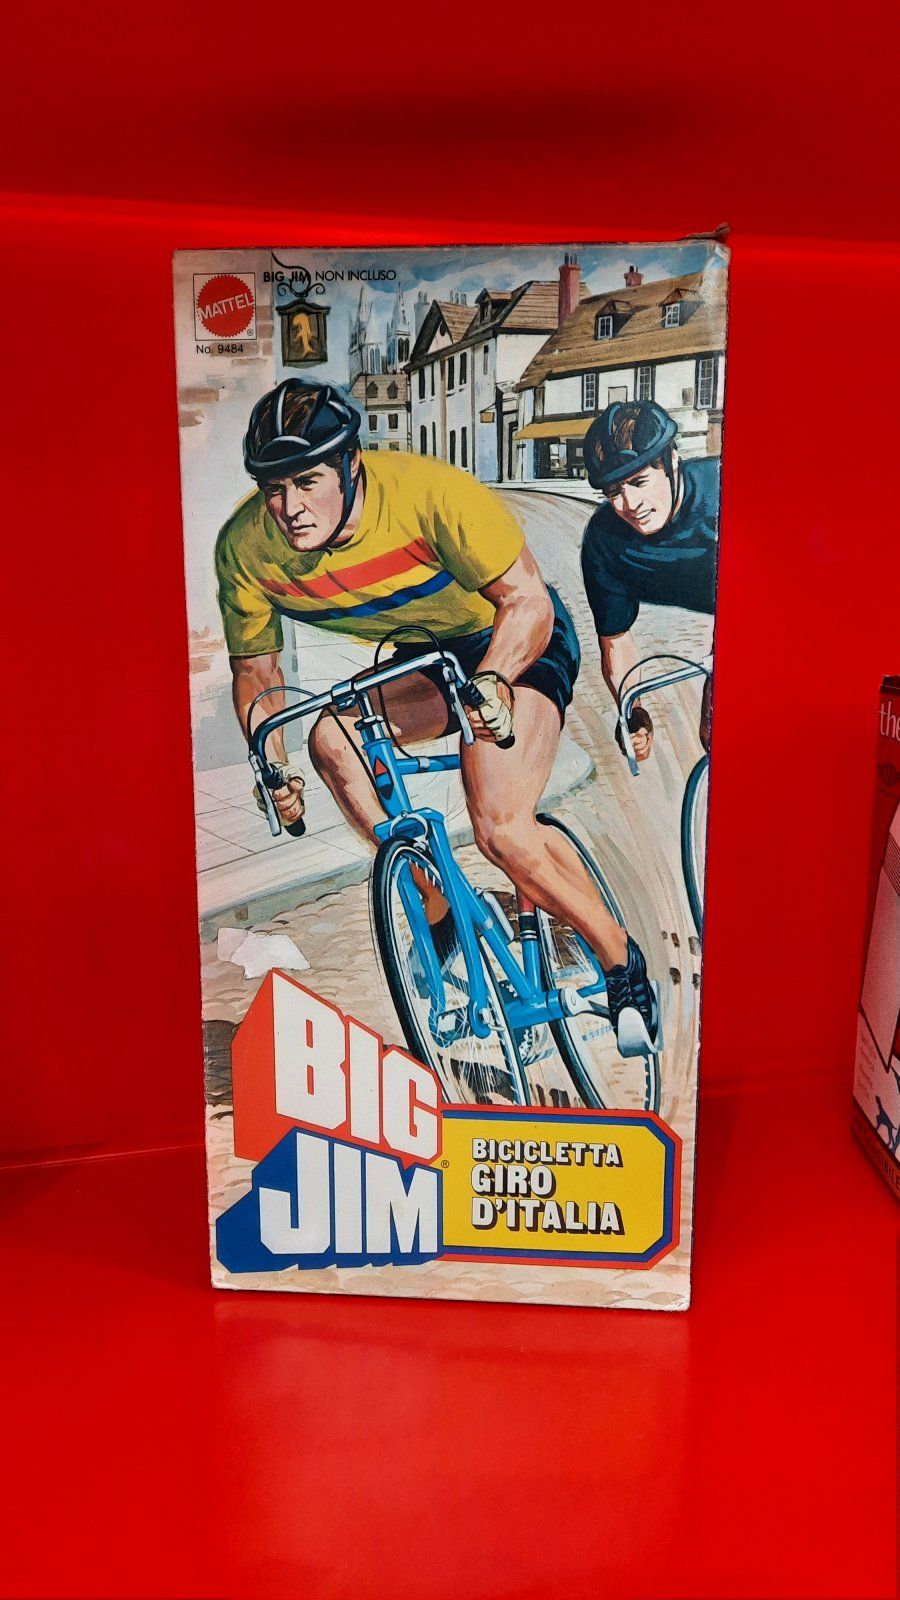 MATTEL
®
No. 9484
BIG JIM NON INCLUSO
BIG
JIM®
BICICLETTA
GIRO
D'ITALIA
the